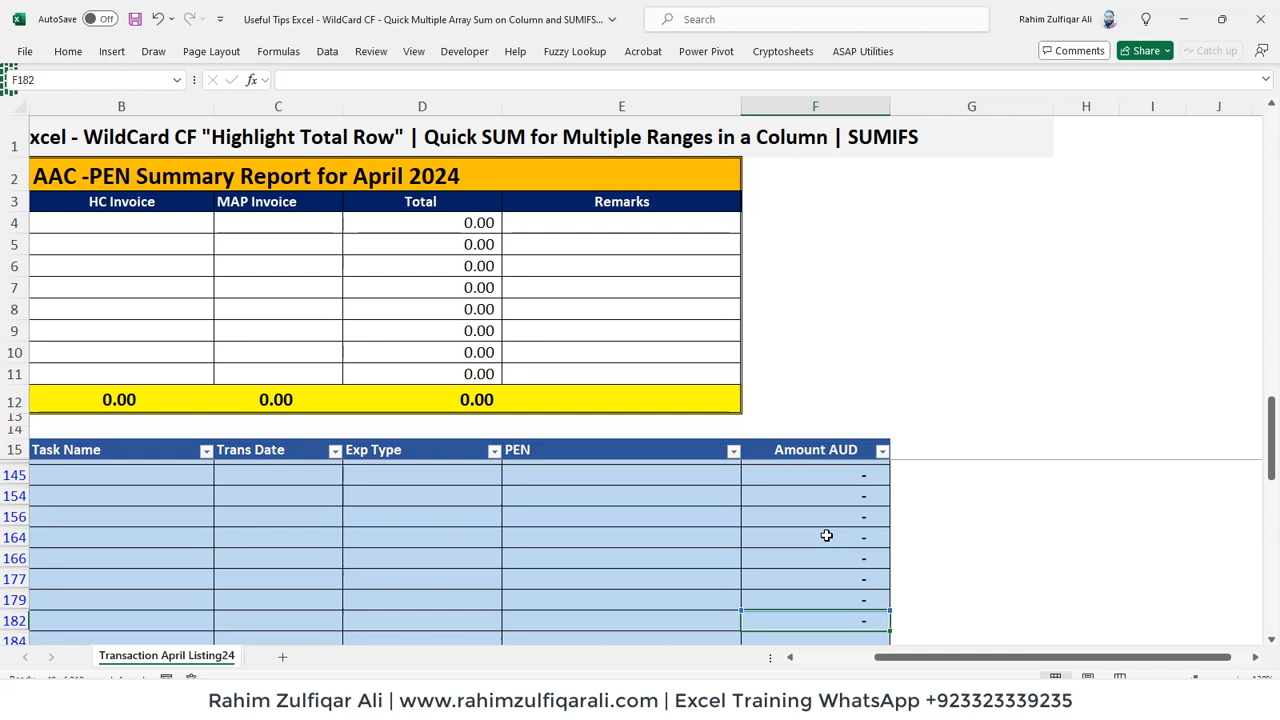 AutoSave Off Useful Tips Excel - WildCard CF - Quick Multiple Array Sum on Column and SUMIFS... Search Rahim Zulfiqar Ali
File Home Insert Draw Page Layout Formulas Data Review View Developer Help Fuzzy Lookup Acrobat Power Pivot Cryptosheets ASAP Utilities Comments Share Catch up
F182 fx
B C D E F G H I J
1 xcel - WildCard CF "Highlight Total Row" | Quick SUM for Multiple Ranges in a Column | SUMIFS
2 AAC -PEN Summary Report for April 2024
3 HC Invoice MAP Invoice Total Remarks
4 0.00
5 0.00
6 0.00
7 0.00
8 0.00
9 0.00
10 0.00
11 0.00
12 0.00 0.00 0.00
13
14
15 Task Name Trans Date Exp Type PEN Amount AUD
145 -
154 -
156 -
164 -
166 -
177 -
179 -
182 -
184
Transaction April Listing24
Rahim Zulfiqar Ali | www.rahimzulfiqarali.com | Excel Training WhatsApp +923323339235